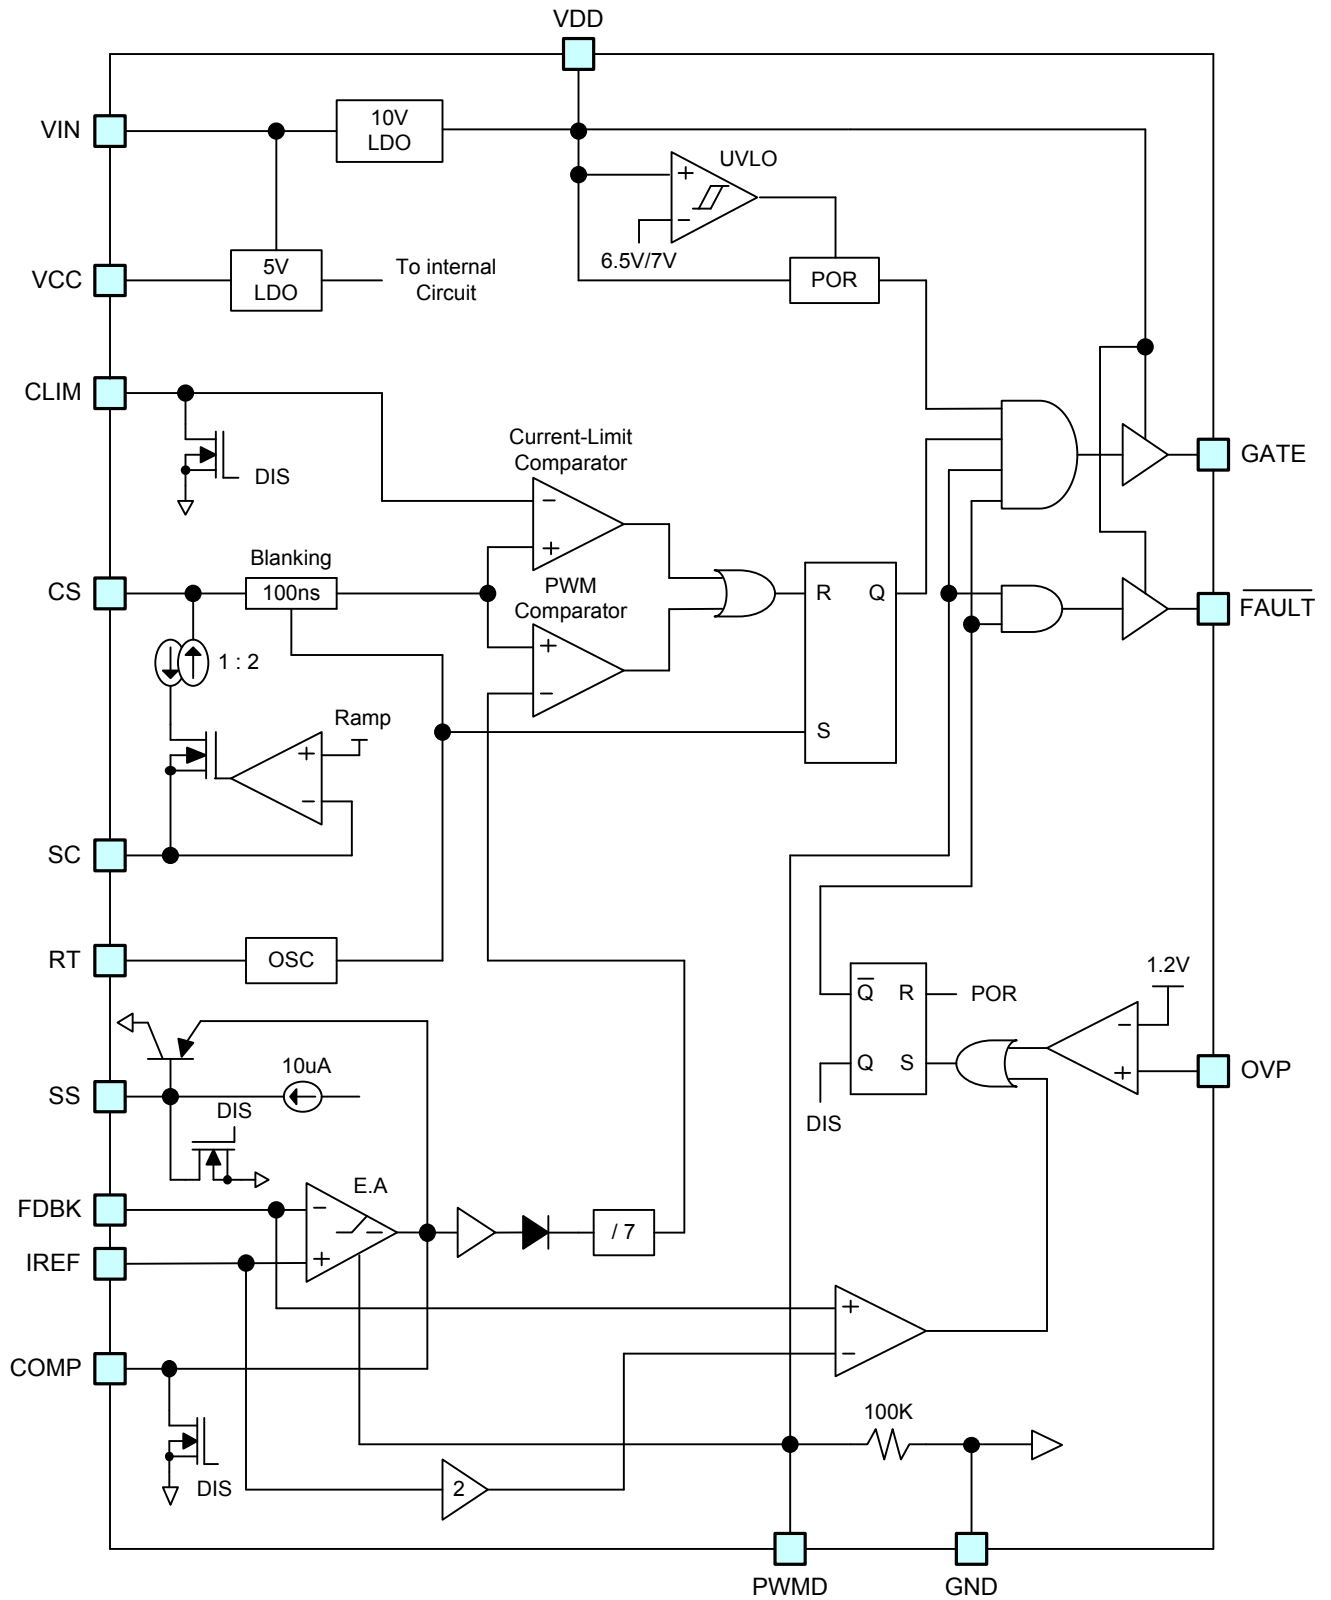 VDD
VIN
10V
LDO
UVLO
+
−
6.5V/7V
VCC
5V
LDO
To internal
Circuit
POR
CLIM
DIS
Current-Limit
Comparator
−
+
GATE
Blanking
CS
100ns
PWM
Comparator
+
−
R
Q
S
FAULT
1 : 2
Ramp
+
−
SC
RT
OSC
1.2V
Q
R
POR
−
+
Q
S
OVP
DIS
SS
10uA
DIS
FDBK
E.A
−
+
/ 7
IREF
+
−
COMP
DIS
2
100K
PWMD
GND